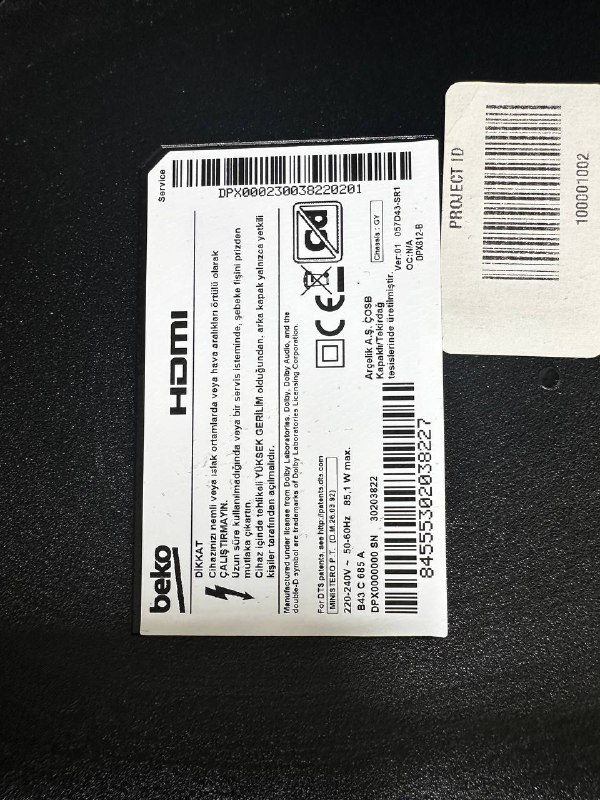 beko
HDMI
DİKKAT
Cihazınızı nemli veya ıslak ortamlarda veya hava aralıkları örtülü olarak
ÇALIŞTIRMAYIN.
Uzun süre kullanılmadığında veya bir servis isteminde, şebeke fişini prizden
mutlaka çıkartın.
Cihaz içinde tehlikeli YÜKSEK GERİLİM olduğundan, arka kapak yalnızca yetkili
kişiler tarafından açılmalıdır.
Manufactured under license from Dolby Laboratories. Dolby, Dolby Audio, and the
double-D symbol are trademarks of Dolby Laboratories Licensing Corporation.
For DTS patents, see http://patents.dts.com
MINISTERO P.T. (D.M.26.03.92)
220-240V ~ 50-60Hz 85,1 W max.
B43 C 685 A
DPX0000000 SN 30203822
84555302038227
CE
Cd
Arçelik A.Ş. ÇOSB
Kapaklı/Tekirdağ
tesislerinde üretilmiştir.
Chassis : GY
Ver:01 057D43-SR1
OC:N/A
DPX812-B
Service
DPX000230038220201
PROJECT ID
100001002